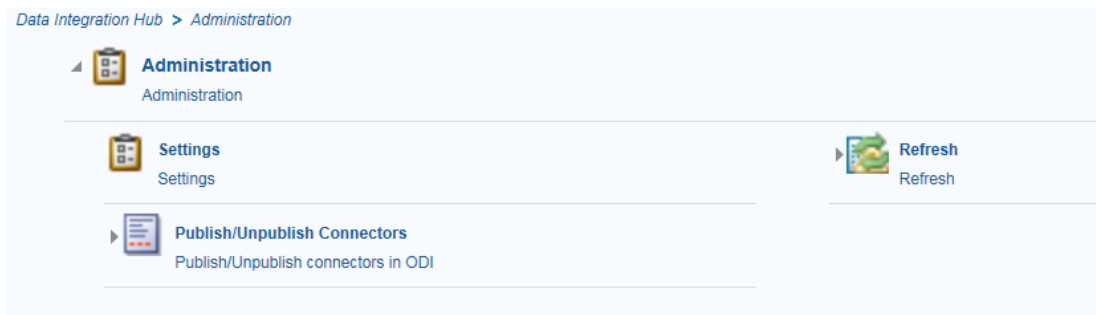 Data Integration Hub > Administration
Administration
Administration
Settings
Settings
Refresh
Refresh
Publish/Unpublish Connectors
Publish/Unpublish connectors in ODI